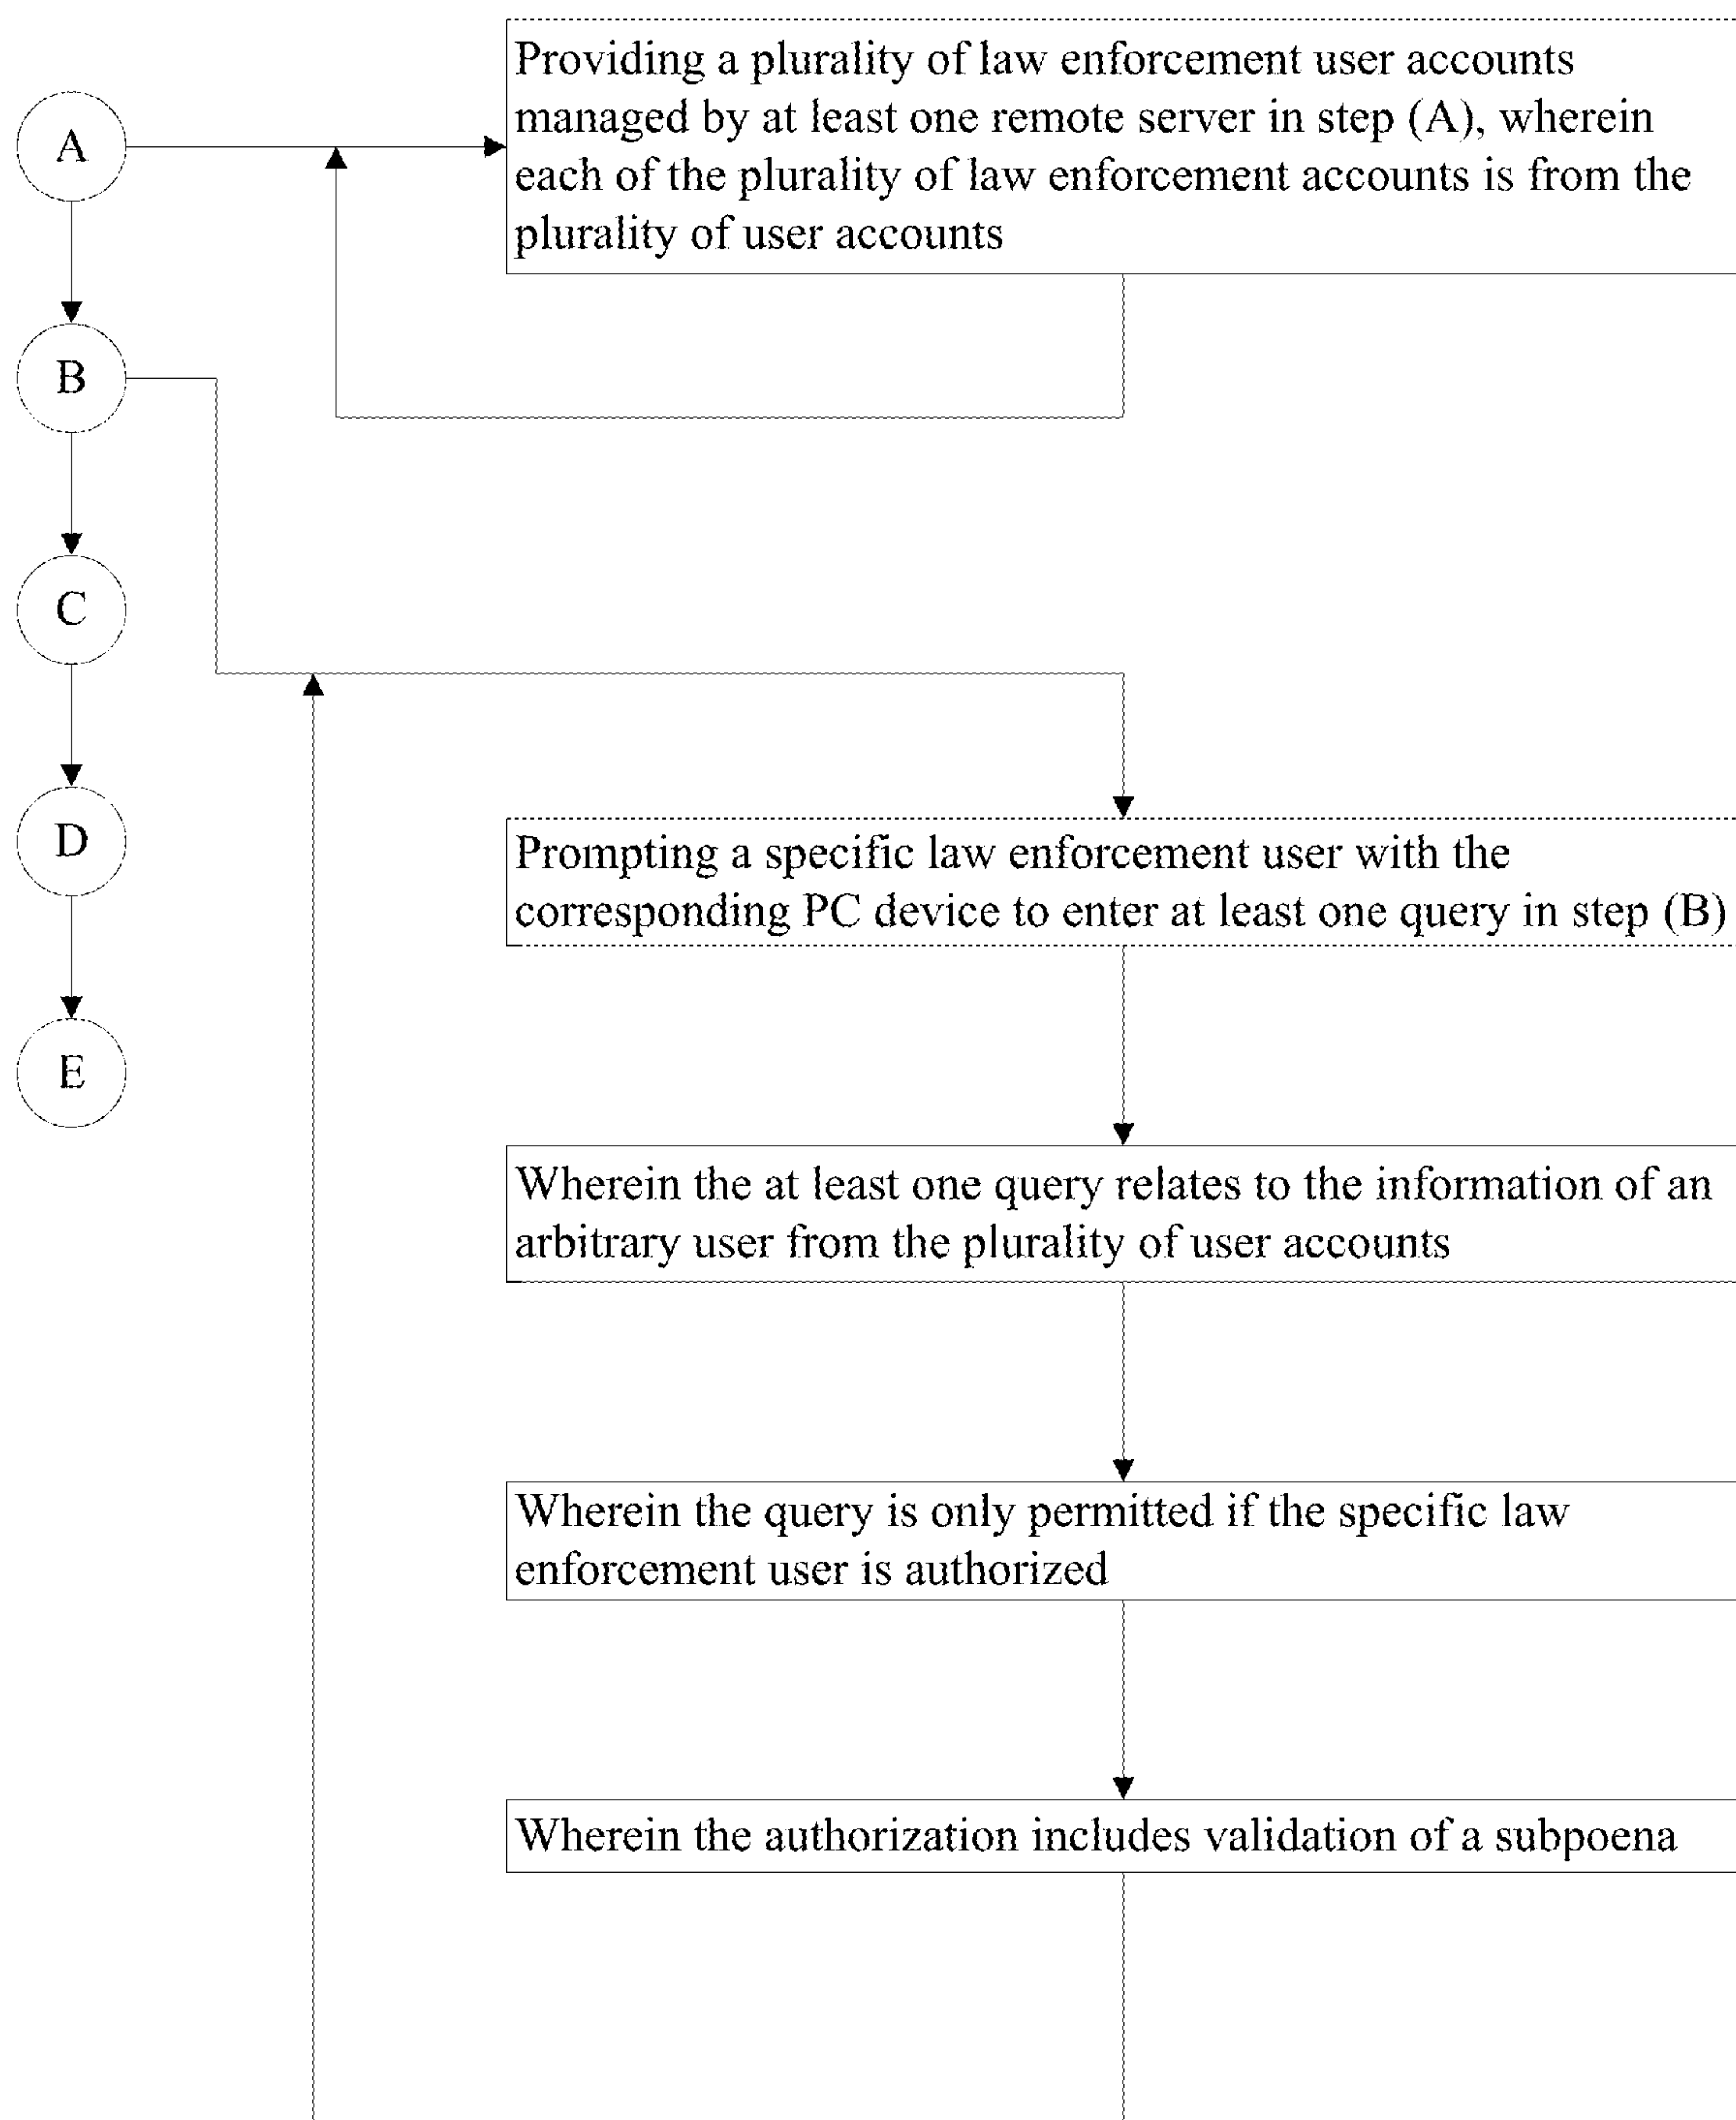 Providing a plurality of law enforcement user accounts
managed by at least one remote server in step (A), wherein
each of the plurality of law enforcement accounts is from the
plurality of user accounts
A
B
C
D
E
Prompting a specific law enforcement user with the
corresponding PC device to enter at least one query in step (B)
Wherein the at least one query relates to the information of an
arbitrary user from the plurality of user accounts
Wherein the query is only permitted if the specific law
enforcement user is authorized
Wherein the authorization includes validation of a subpoena